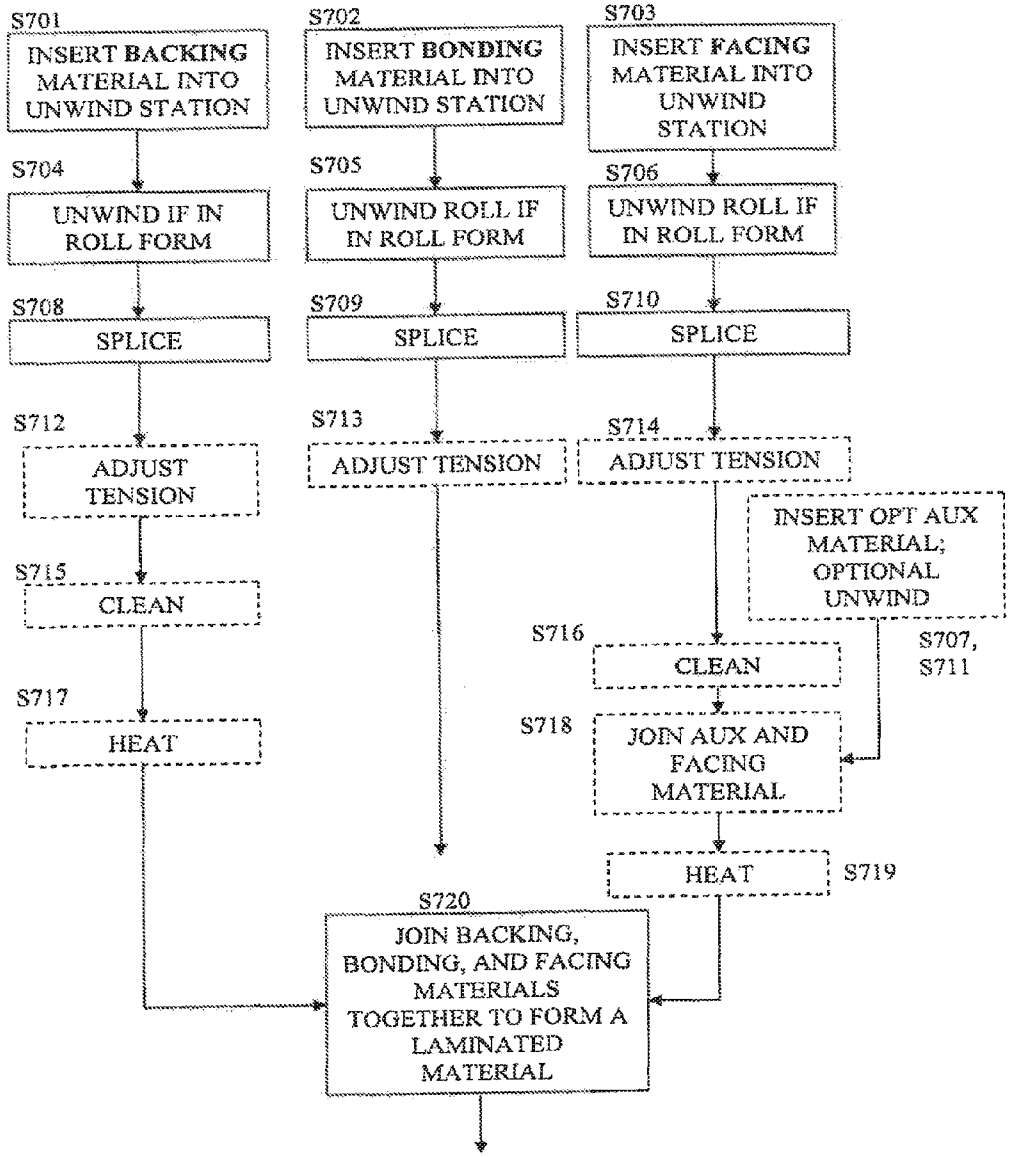 S701
INSERT BACKING
MATERIAL INTO
UNWIND STATION
S702
INSERT BONDING
MATERIAL INTO
UNWIND STATION
S703
INSERT FACING
MATERIAL INTO
UNWIND
STATION
S704
UNWIND IF IN
ROLL FORM
S705
UNWIND ROLL IF
IN ROLL FORM
S706
UNWIND ROLL IF
IN ROLL FORM
S708
SPLICE
S709
SPLICE
S710
SPLICE
S712
ADJUST
TENSION
S713
ADJUST TENSION
S714
ADJUST TENSION
INSERT OPT AUX
MATERIAL;
OPTIONAL
UNWIND
S707,
S711
S715
CLEAN
S716
CLEAN
S717
HEAT
S718
JOIN AUX AND
FACING
MATERIAL
HEAT
S719
S720
JOIN BACKING,
BONDING, AND FACING
MATERIALS
TOGETHER TO FORM A
LAMINATED
MATERIAL